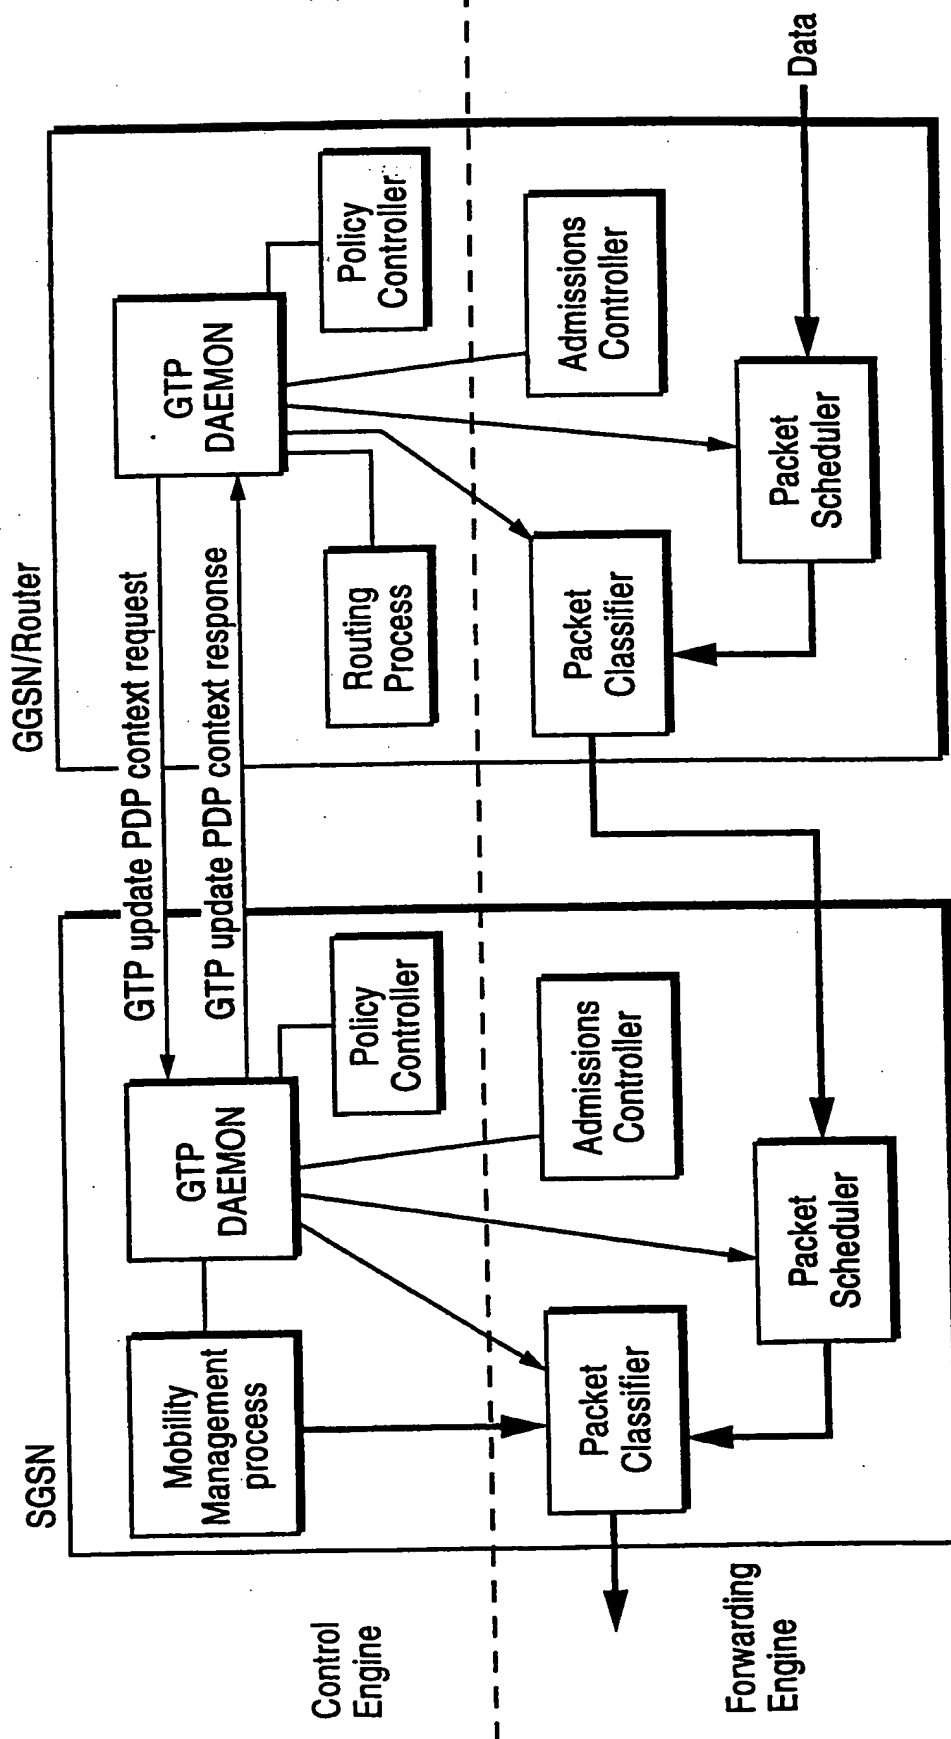 SGSN
GGSN/Router
GTP update PDP context request
GTP update PDP context response
Mobility
Management
process
GTP
DAEMON
Policy
Controller
GTP
DAEMON
Policy
Controller
Routing
Process
Control
Engine
Forwarding
Engine
Packet
Classifier
Admissions
Controller
Packet
Scheduler
Packet
Classifier
Admissions
Controller
Packet
Scheduler
Data